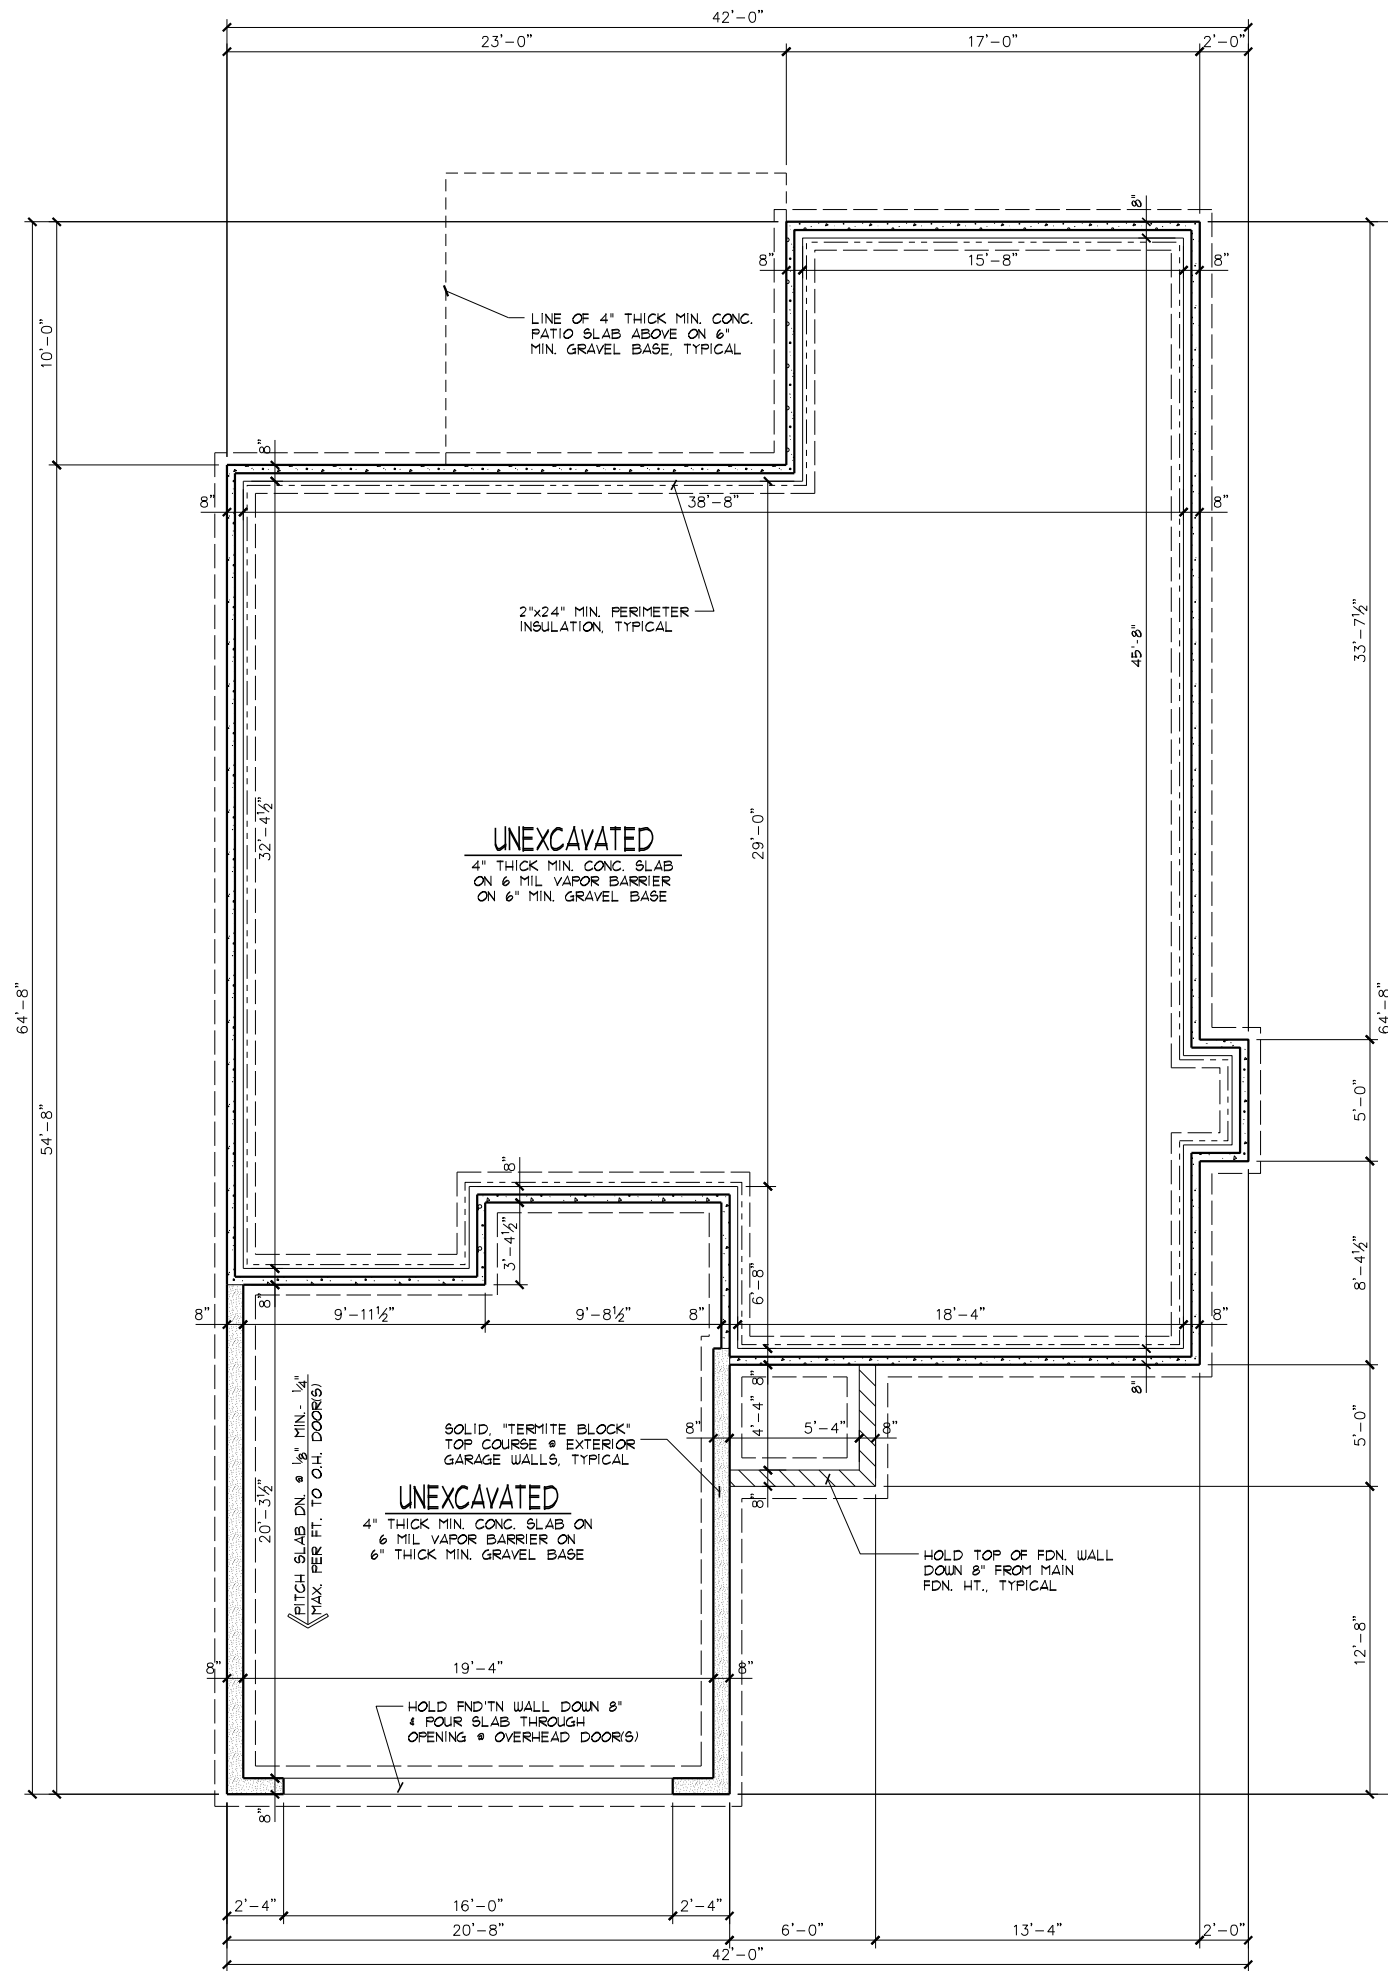 42'-0"
23'-0"
17'-0"
2'-0"
8"
8"
15'-8"
8"
LINE OF 4" THICK MIN. CONC.
PATIO SLAB ABOVE ON 6"
MIN. GRAVEL BASE, TYPICAL
10'-0"
8"
8"
38'-8"
8"
2"x24" MIN. PERIMETER
INSULATION, TYPICAL
45'-8"
33'-7½"
32'-4½"
29'-0"
UNEXCAVATED
4" THICK MIN. CONC. SLAB
ON 6 MIL VAPOR BARRIER
ON 6" MIN. GRAVEL BASE
64'-8"
64'-8"
54'-8"
5'-0"
8"
3'-4½"
8'-4½"
8"
6'-8"
8"
9'-11½"
9'-8½"
8"
18'-4"
8"
8"
8"
PITCH SLAB DN. @ ⅛" MIN.- ¼"
MAX. PER FT. TO O.H. DOOR(S)
SOLID, "TERMITE BLOCK"
TOP COURSE @ EXTERIOR
GARAGE WALLS, TYPICAL
8"
4'-4"
5'-4"
8"
5'-0"
8"
20'-3½"
UNEXCAVATED
4" THICK MIN. CONC. SLAB ON
6 MIL VAPOR BARRIER ON
6" THICK MIN. GRAVEL BASE
HOLD TOP OF FDN. WALL
DOWN 8" FROM MAIN
FDN. HT., TYPICAL
12'-8"
8"
19'-4"
8"
HOLD FND'TN WALL DOWN 8"
& POUR SLAB THROUGH
OPENING @ OVERHEAD DOOR(S)
8"
2'-4"
16'-0"
2'-4"
20'-8"
6'-0"
13'-4"
2'-0"
42'-0"